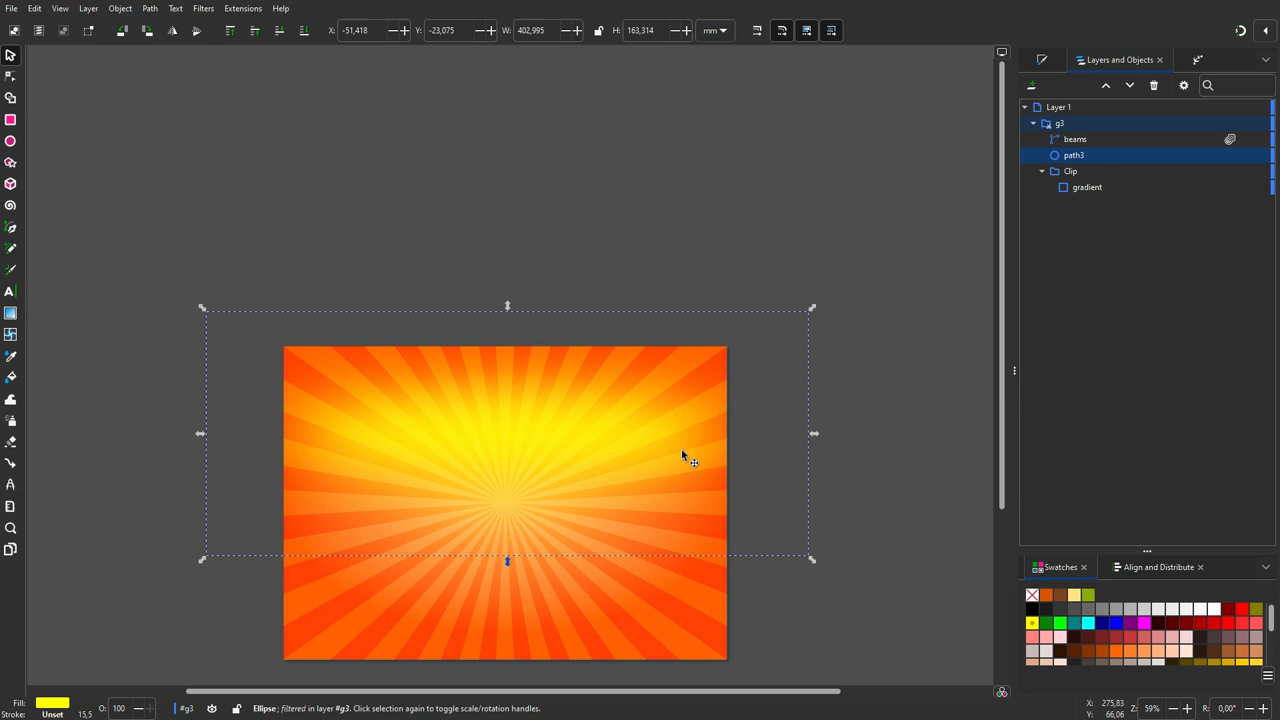 File Edit View Layer Object Path Text Filters Extensions Help
X: -51,418 Y: -23,075 W: 402,995 H: 163,314 mm
Layers and Objects
Layer 1
g3
beams
path3
Clip
gradient
Swatches Align and Distribute
Fill: Stroke: Unset 15,5 O: 100 #g3 Ellipse; filtered in layer #g3. Click selection again to toggle scale/rotation handles. X: 275,83 Y: 66,06 Z: 59% R: 0,00°